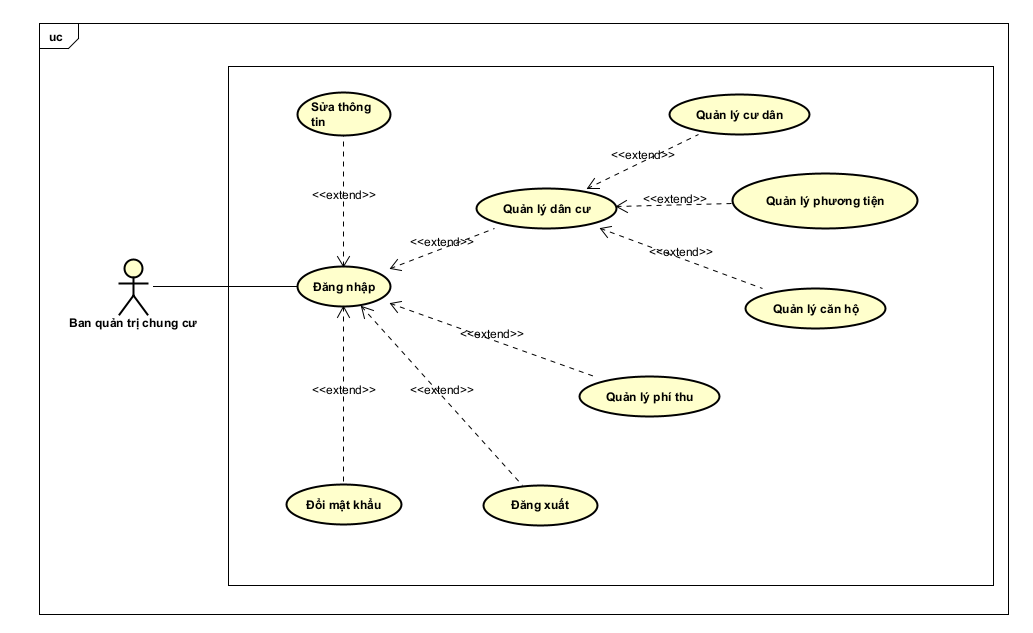 uc
Sửa thông
tin
Quản lý cư dân
<<extend>>
<<extend>>
<<extend>>
Quản lý phương tiện
Quản lý dân cư
<<extend>>
<<extend>>
Đăng nhập
Quản lý căn hộ
Ban quản trị chung cư
<<extend>>
<<extend>>
<<extend>>
Quản lý phí thu
Đổi mật khẩu
Đăng xuất